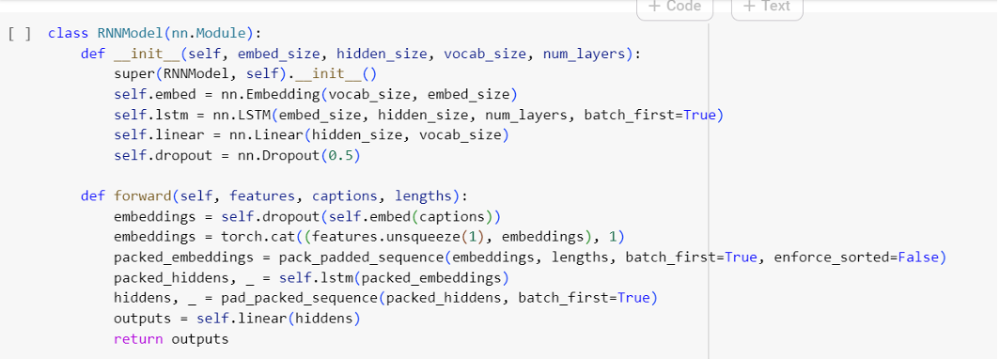 + Code + Text
[ ] class RNNModel(nn.Module):
    def __init__(self, embed_size, hidden_size, vocab_size, num_layers):
        super(RNNModel, self).__init__()
        self.embed = nn.Embedding(vocab_size, embed_size)
        self.lstm = nn.LSTM(embed_size, hidden_size, num_layers, batch_first=True)
        self.linear = nn.Linear(hidden_size, vocab_size)
        self.dropout = nn.Dropout(0.5)

    def forward(self, features, captions, lengths):
        embeddings = self.dropout(self.embed(captions))
        embeddings = torch.cat((features.unsqueeze(1), embeddings), 1)
        packed_embeddings = pack_padded_sequence(embeddings, lengths, batch_first=True, enforce_sorted=False)
        packed_hiddens, _ = self.lstm(packed_embeddings)
        hiddens, _ = pad_packed_sequence(packed_hiddens, batch_first=True)
        outputs = self.linear(hiddens)
        return outputs